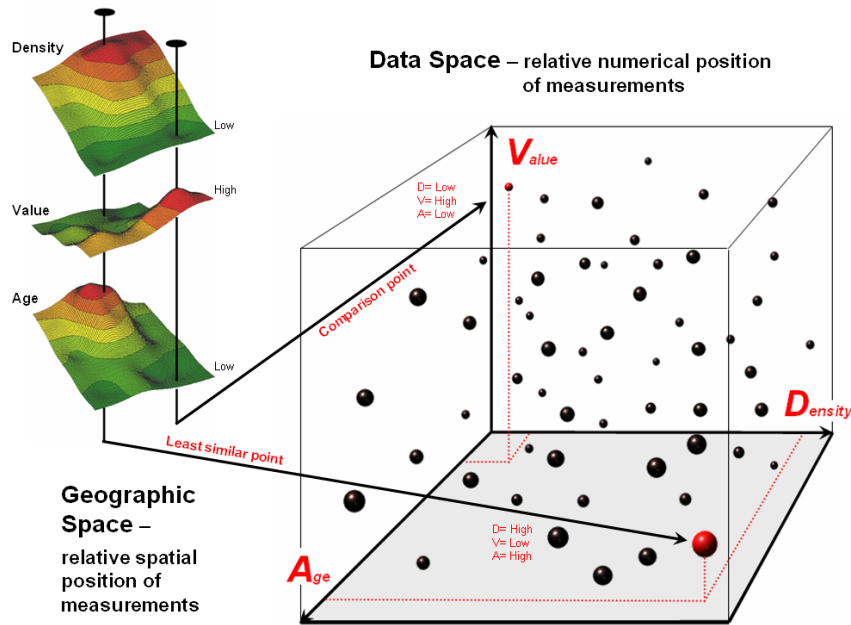 Density
Low
Value
High
Age
Low
Data Space – relative numerical position
of measurements
Value
D= Low
V= High
A= Low
Comparison point
Least similar point
Density
D= High
V= Low
A= High
Age
Geographic
Space –
relative spatial
position of
measurements